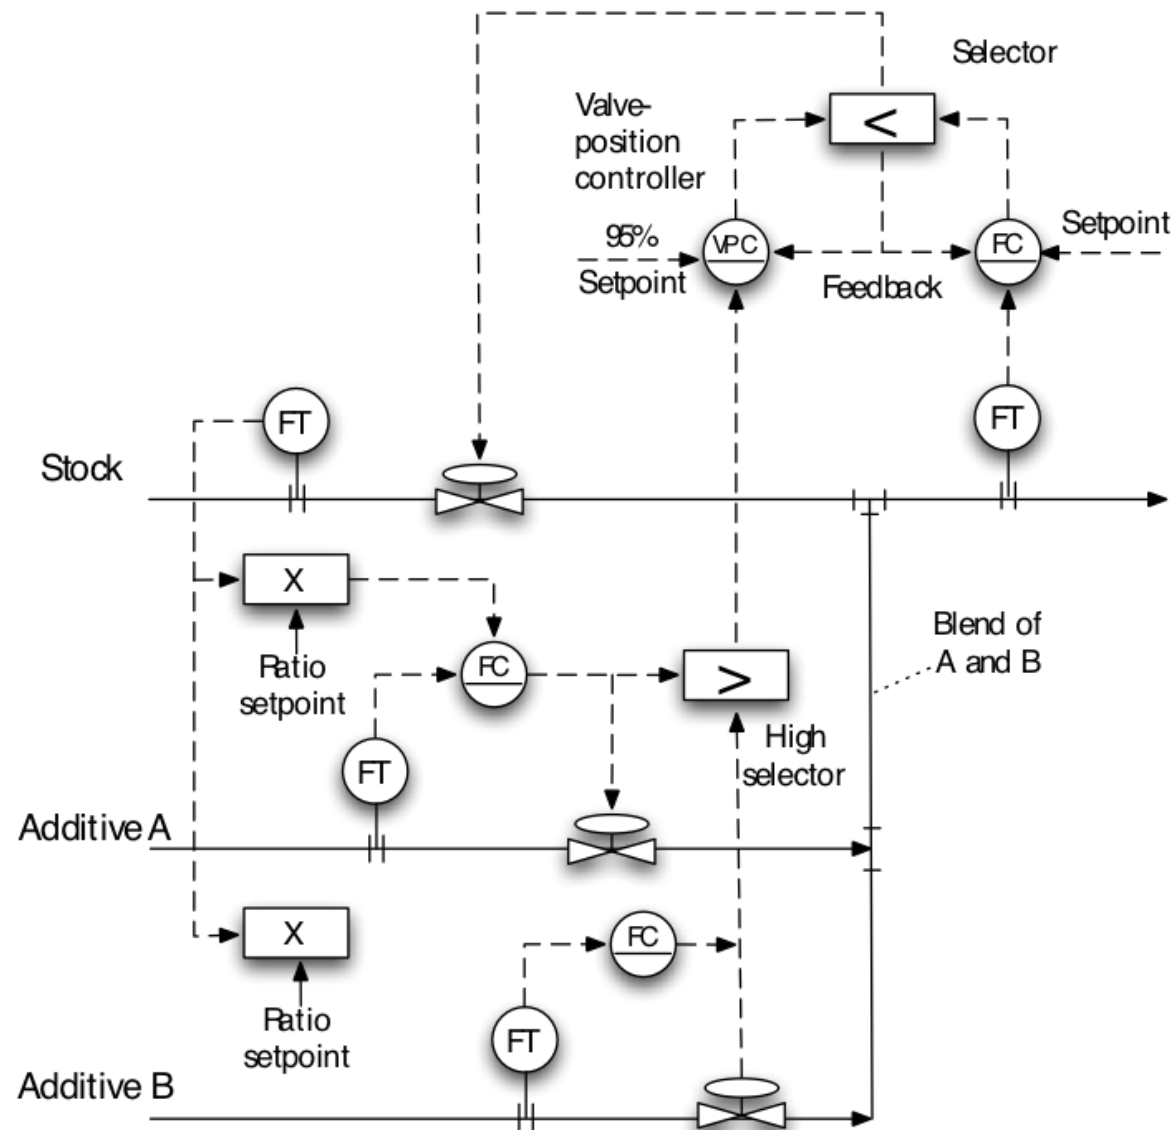 Selector
Valve-
position
controller
<
95%
Setpoint
VPC
Feedback
FC
Setpoint
FT
FT
Stock
X
Ratio
setpoint
FC
>
High
selector
Blend of
A and B
FT
Additive A
X
Ratio
setpoint
FC
FT
Additive B